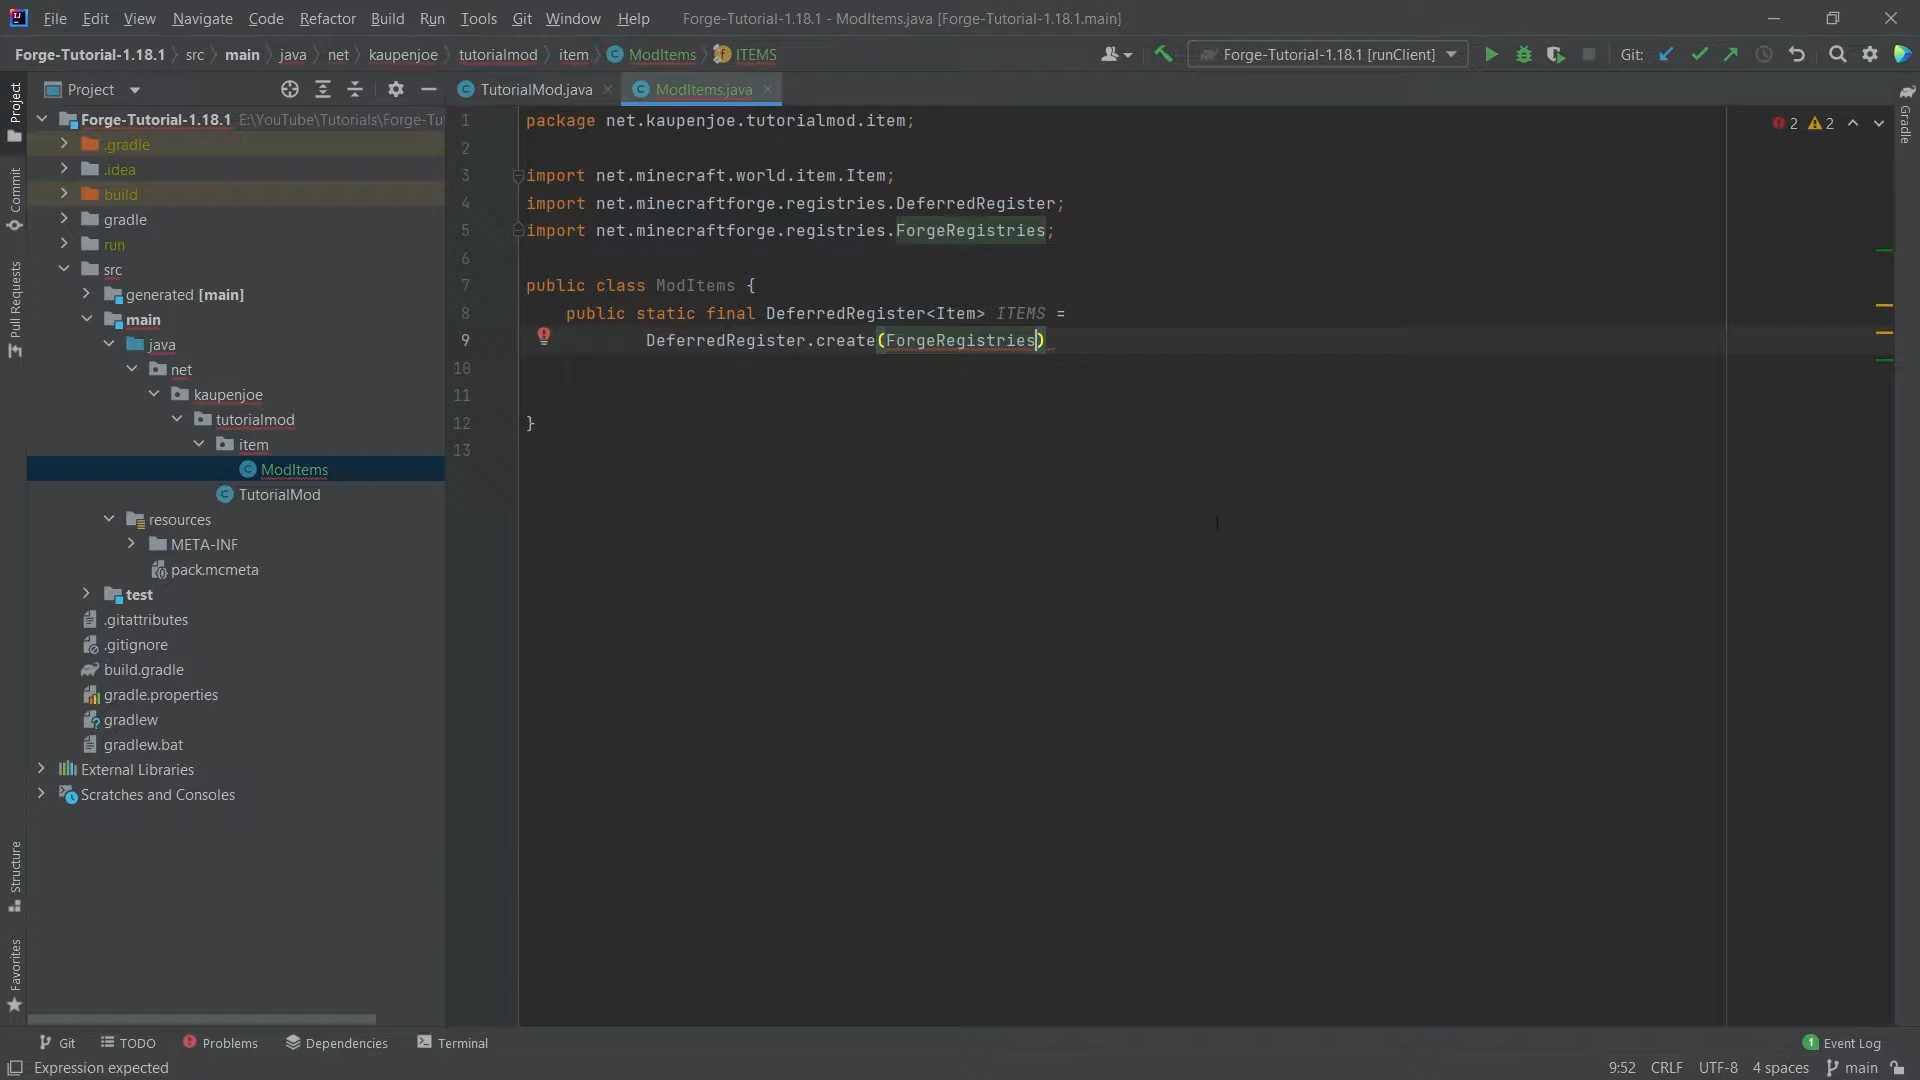 File Edit View Navigate Code Refactor Build Run Tools Git Window Help Forge-Tutorial-1.18.1 - ModItems.java [Forge-Tutorial-1.18.1.main]
Forge-Tutorial-1.18.1 src main java net kaupenjoe tutorialmod item ModItems ITEMS Forge-Tutorial-1.18.1 [runClient] Git:
Project TutorialMod.java ModItems.java
Project
Commit
Pull Requests
Structure
Favorites
Gradle
Forge-Tutorial-1.18.1 E:\YouTube\Tutorials\Forge-Tu
.gradle
.idea
build
gradle
run
src
generated [main]
main
java
net
kaupenjoe
tutorialmod
item
ModItems
TutorialMod
resources
META-INF
pack.mcmeta
test
.gitattributes
.gitignore
build.gradle
gradle.properties
gradlew
gradlew.bat
External Libraries
Scratches and Consoles
1 package net.kaupenjoe.tutorialmod.item;
2
3 import net.minecraft.world.item.Item;
4 import net.minecraftforge.registries.DeferredRegister;
5 import net.minecraftforge.registries.ForgeRegistries;
6
7 public class ModItems {
8 public static final DeferredRegister<Item> ITEMS =
9 DeferredRegister.create(ForgeRegistries)
10
11
12 }
13
2 2
Git TODO Problems Dependencies Terminal 1 Event Log
Expression expected 9:52 CRLF UTF-8 4 spaces main